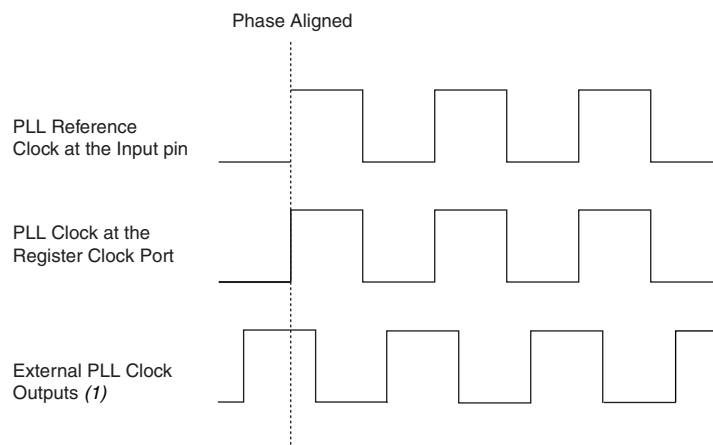 Phase Aligned
PLL Reference
Clock at the Input pin
PLL Clock at the
Register Clock Port
External PLL Clock
Outputs (1)